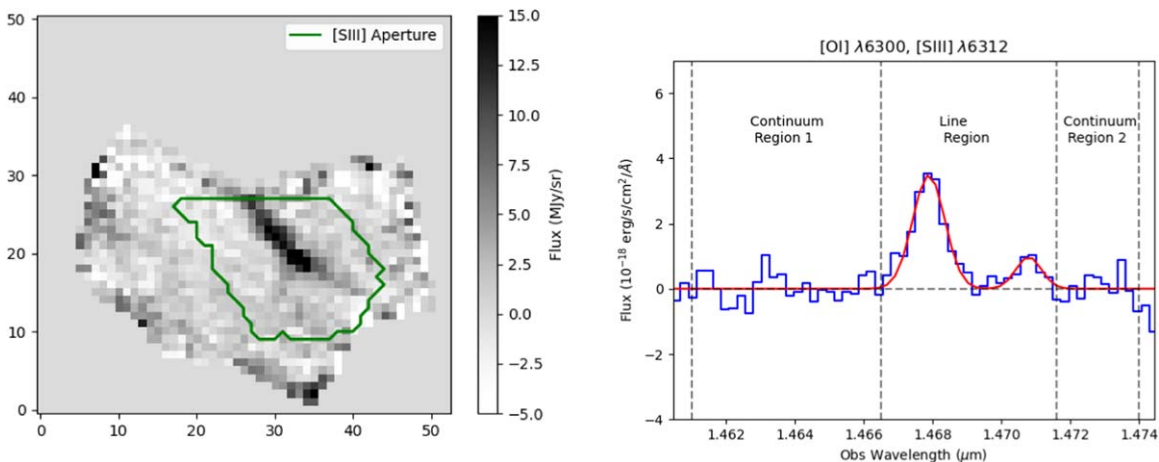 50
40
30
20
10
0
0 10 20 30 40 50
[SIII] Aperture
15.0
12.5
10.0
7.5
5.0
2.5
0.0
−2.5
−5.0
Flux (MJy/sr)
[OI] λ6300, [SIII] λ6312
6
4
2
0
−2
−4
Flux (10⁻¹⁸ erg/s/cm²/Å)
Continuum
Region 1
Line
Region
Continuum
Region 2
1.462 1.464 1.466 1.468 1.470 1.472 1.474
Obs Wavelength (μm)